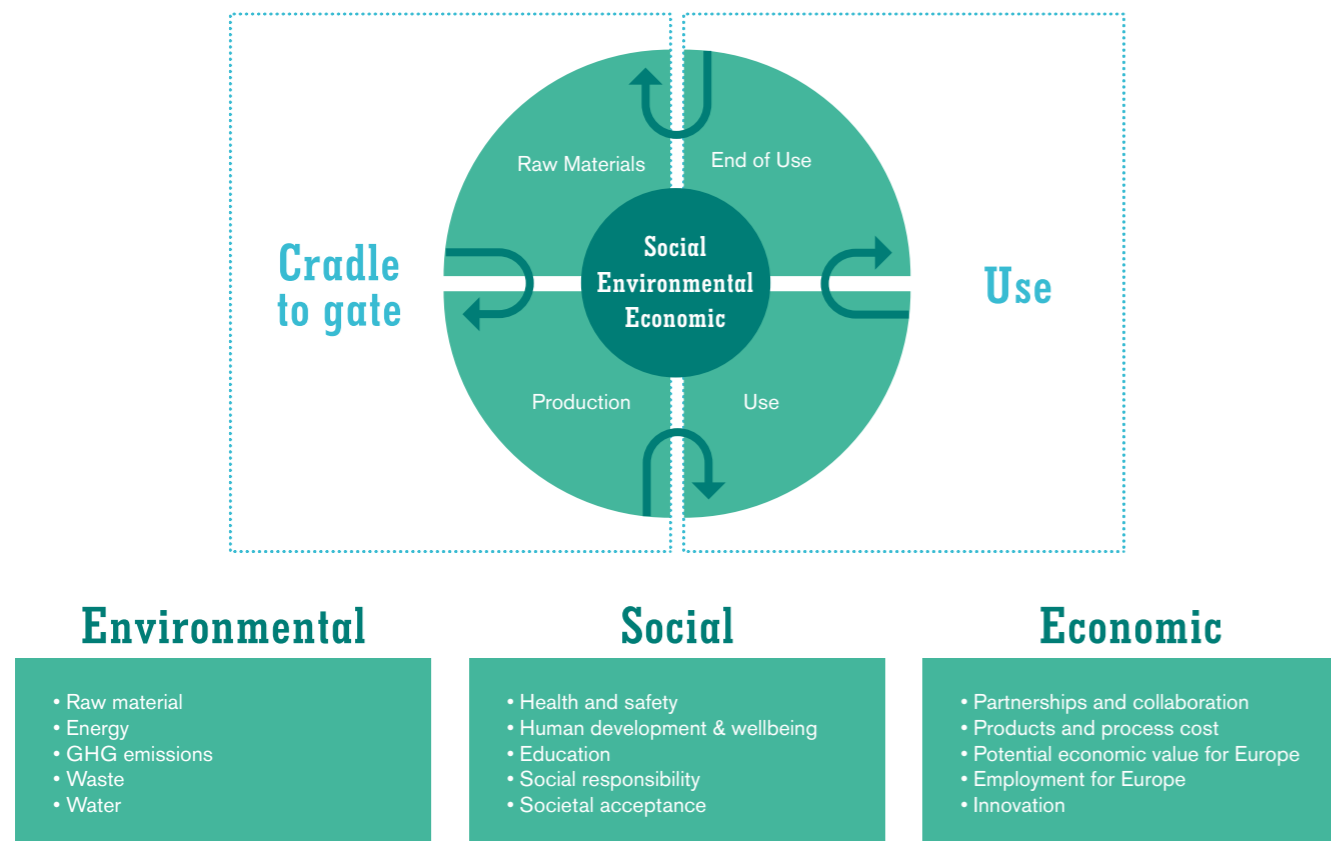 Raw Materials
End of Use
Cradle
to gate
Social
Environmental
Economic
Use
Production
Use
Environmental
• Raw material
• Energy
• GHG emissions
• Waste
• Water
Social
• Health and safety
• Human development & wellbeing
• Education
• Social responsibility
• Societal acceptance
Economic
• Partnerships and collaboration
• Products and process cost
• Potential economic value for Europe
• Employment for Europe
• Innovation